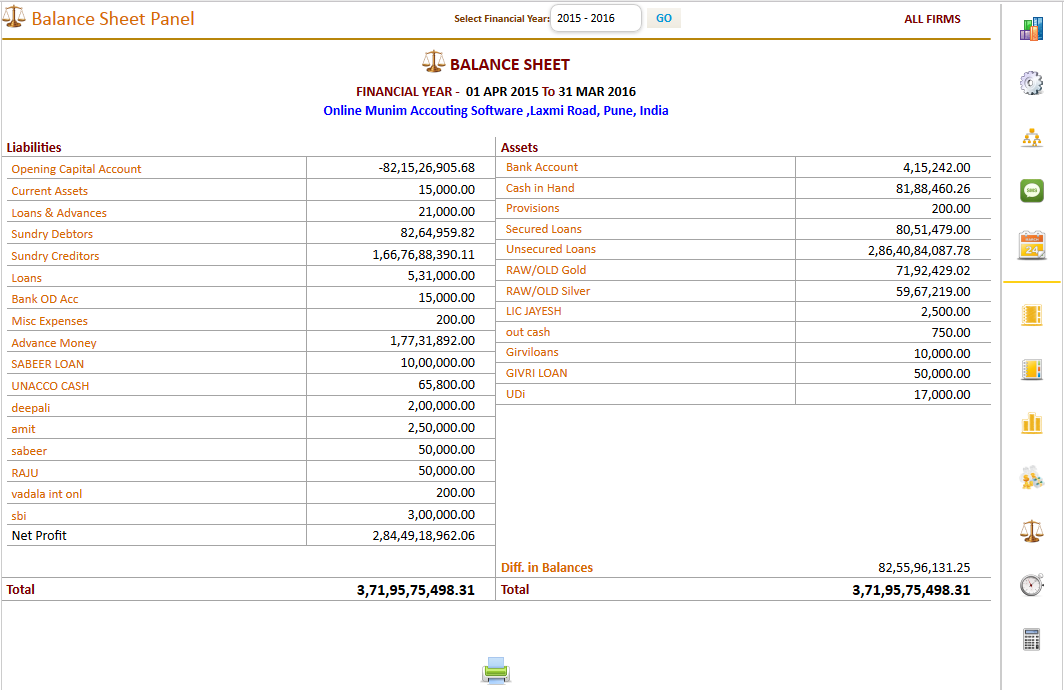 Balance Sheet Panel
Select Financial Year: 2015 - 2016 GO
ALL FIRMS
BALANCE SHEET
FINANCIAL YEAR - 01 APR 2015 To 31 MAR 2016
Online Munim Accouting Software ,Laxmi Road, Pune, India
Liabilities
Opening Capital Account -82,15,26,905.68
Current Assets 15,000.00
Loans & Advances 21,000.00
Sundry Debtors 82,64,959.82
Sundry Creditors 1,66,76,88,390.11
Loans 5,31,000.00
Bank OD Acc 15,000.00
Misc Expenses 200.00
Advance Money 1,77,31,892.00
SABEER LOAN 10,00,000.00
UNACCO CASH 65,800.00
deepali 2,00,000.00
amit 2,50,000.00
sabeer 50,000.00
RAJU 50,000.00
vadala int onl 200.00
sbi 3,00,000.00
Net Profit 2,84,49,18,962.06
Total 3,71,95,75,498.31
Assets
Bank Account 4,15,242.00
Cash in Hand 81,88,460.26
Provisions 200.00
Secured Loans 80,51,479.00
Unsecured Loans 2,86,40,84,087.78
RAW/OLD Gold 71,92,429.02
RAW/OLD Silver 59,67,219.00
LIC JAYESH 2,500.00
out cash 750.00
Girviloans 10,000.00
GIVRI LOAN 50,000.00
UDi 17,000.00
Diff. in Balances 82,55,96,131.25
Total 3,71,95,75,498.31
SMS
24